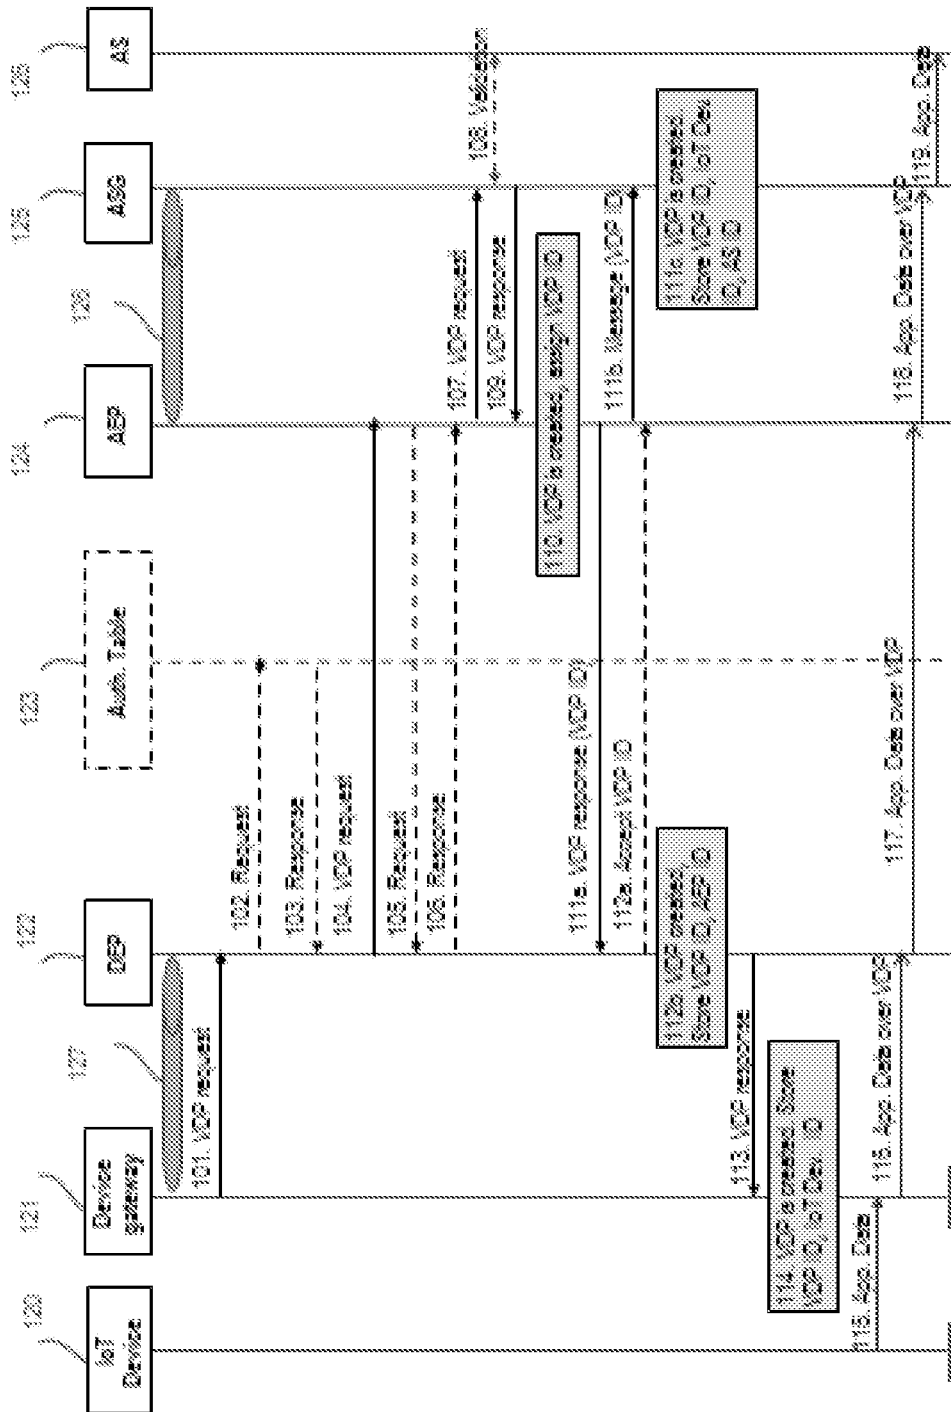 120
121
122
123
124
125
IoT
Device
Device
gateway
DEP
Auth. Table
AEP
ASG
AS
127
101. VDP request
102. Request
103. Response
104. VDP request
105. Request
106. Response
107. VDP request
108. Validation
109. VDP response
110. VDP is created, assign VDP ID
111a. VDP response (VDP ID)
111b. Message (VDP ID)
112a. Accept VDP ID
111c. VDP is created.
Store VDP ID, IoT Dev.
ID, AS ID
112b. VDP created,
Store VDP ID, AEP ID
113. VDP response
114. VDP is created. Store
VDP ID, IoT Dev. ID
115. App. Data
116. App. Data over VDP
117. App. Data over VDP
118. App. Data over VDP
119. App. Data